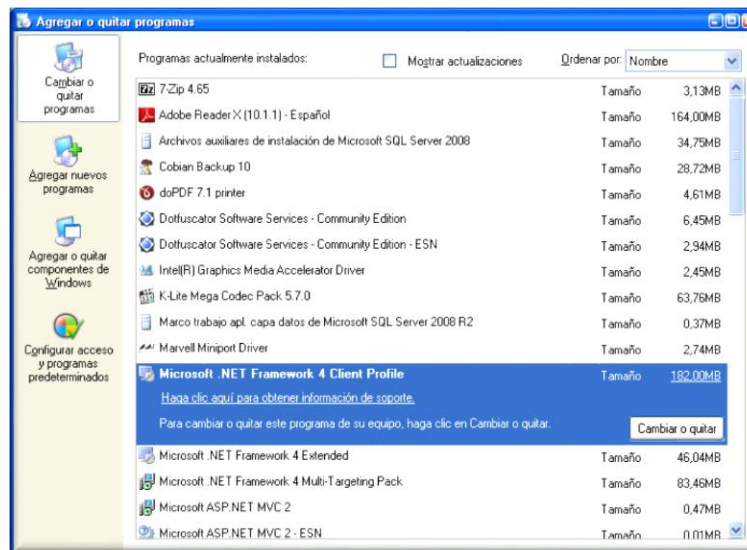 Agregar o quitar programas
Cambiar o
quitar
programas
Agregar nuevos
programas
Agregar o quitar
componentes de
Windows
Configurar acceso
y programas
predeterminados
Programas actualmente instalados:
Mostrar actualizaciones
Ordenar por: Nombre
7-Zip 4.65 Tamaño 3,13MB
Adobe Reader X (10.1.1) - Español Tamaño 164,00MB
Archivos auxiliares de instalación de Microsoft SQL Server 2008 Tamaño 34,75MB
Cobian Backup 10 Tamaño 28,72MB
doPDF 7.1 printer Tamaño 4,61MB
Dotfuscator Software Services - Community Edition Tamaño 6,45MB
Dotfuscator Software Services - Community Edition - ESN Tamaño 2,94MB
Intel(R) Graphics Media Accelerator Driver Tamaño 2,45MB
K-Lite Mega Codec Pack 5.7.0 Tamaño 63,76MB
Marco trabajo apl. capa datos de Microsoft SQL Server 2008 R2 Tamaño 0,37MB
Marvell Miniport Driver Tamaño 2,74MB
Microsoft .NET Framework 4 Client Profile Tamaño 182,00MB
Haga clic aquí para obtener información de soporte.
Para cambiar o quitar este programa de su equipo, haga clic en Cambiar o quitar.
Cambiar o quitar
Microsoft .NET Framework 4 Extended Tamaño 46,04MB
Microsoft .NET Framework 4 Multi-Targeting Pack Tamaño 83,46MB
Microsoft ASP.NET MVC 2 Tamaño 0,47MB
Microsoft ASP.NET MVC 2 - ESN Tamaño 0,01MB